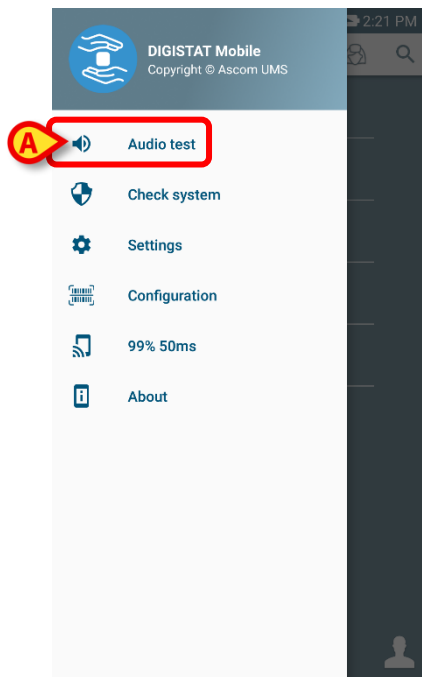 2:21 PM
DIGISTAT Mobile
Copyright © Ascom UMS
A
Audio test
Check system
Settings
Configuration
99% 50ms
About